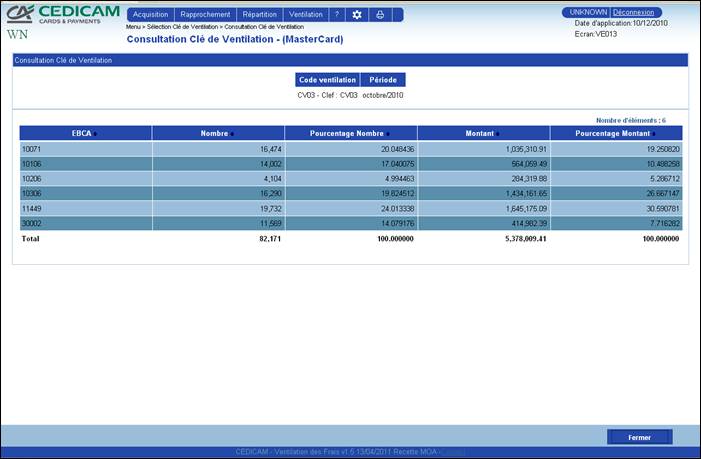 CEDICAM
CARDS & PAYMENTS
WN
Acquisition Rapprochement Répartition Ventilation ?
Menu > Sélection Clé de Ventilation > Consultation Clé de Ventilation
Consultation Clé de Ventilation - (MasterCard)
UNKNOWN Déconnexion
Date d'application:10/12/2010
Ecran:VE013
Consultation Clé de Ventilation
Code ventilation Période
CV03 - Clef : CV03 octobre/2010
Nombre d'éléments : 6
EBCA Nombre Pourcentage Nombre Montant Pourcentage Montant
10071 16,474 20.048436 1,035,310.91 19.250820
10106 14,002 17.040075 564,059.49 10.488258
10206 4,104 4.994463 284,319.88 5.286712
10306 16,290 19.824512 1,434,161.65 26.667147
11449 19,732 24.013338 1,645,175.09 30.590781
30002 11,569 14.079176 414,982.39 7.716282
Total 82,171 100.000000 5,378,009.41 100.000000
Fermer
CEDICAM - Ventilation des Frais v1.6 13/04/2011 Recette MOA -